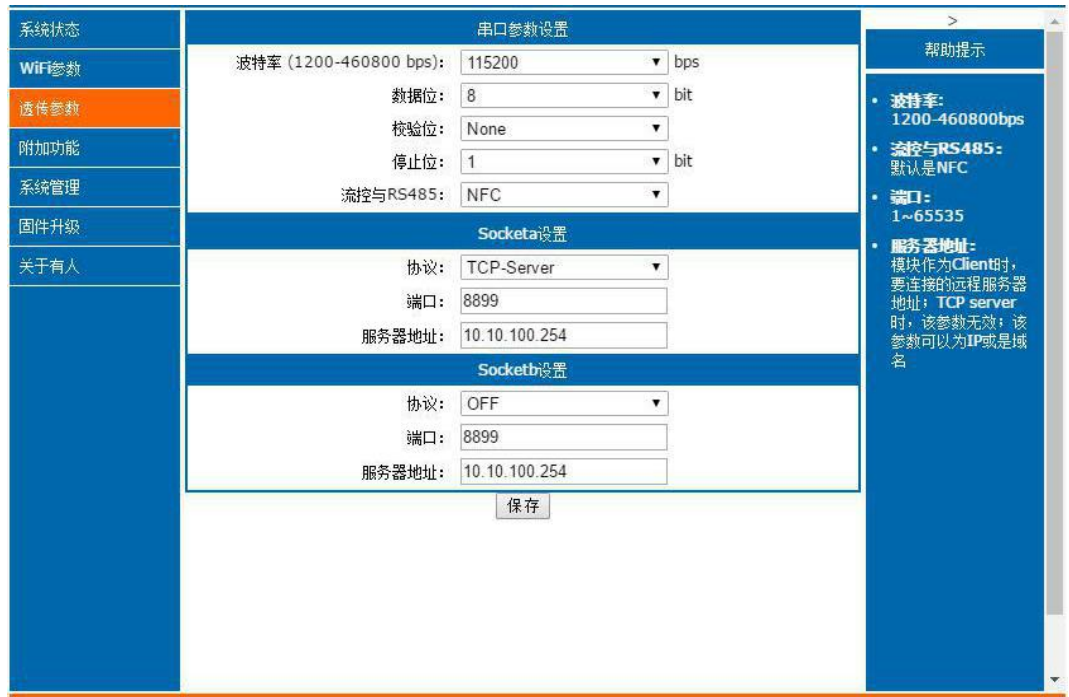 系统状态
WiFi参数
透传参数
附加功能
系统管理
固件升级
关于有人
串口参数设置
波特率 (1200-460800 bps): 115200 bps
数据位: 8 bit
校验位: None
停止位: 1 bit
流控与RS485: NFC
Socketa设置
协议: TCP-Server
端口: 8899
服务器地址: 10.10.100.254
Socketb设置
协议: OFF
端口: 8899
服务器地址: 10.10.100.254
保存
>
帮助提示
• 波特率:
1200-460800bps
• 流控与RS485:
默认是NFC
• 端口:
1~65535
• 服务器地址:
模块作为Client时,
要连接的远程服务器
地址; TCP server
时, 该参数无效; 该
参数可以为IP或是域
名